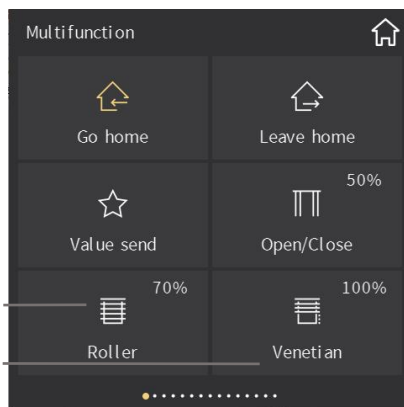 Multifunction
Go home
Leave home
50%
Value send
Open/Close
70%
100%
Roller
Venetian